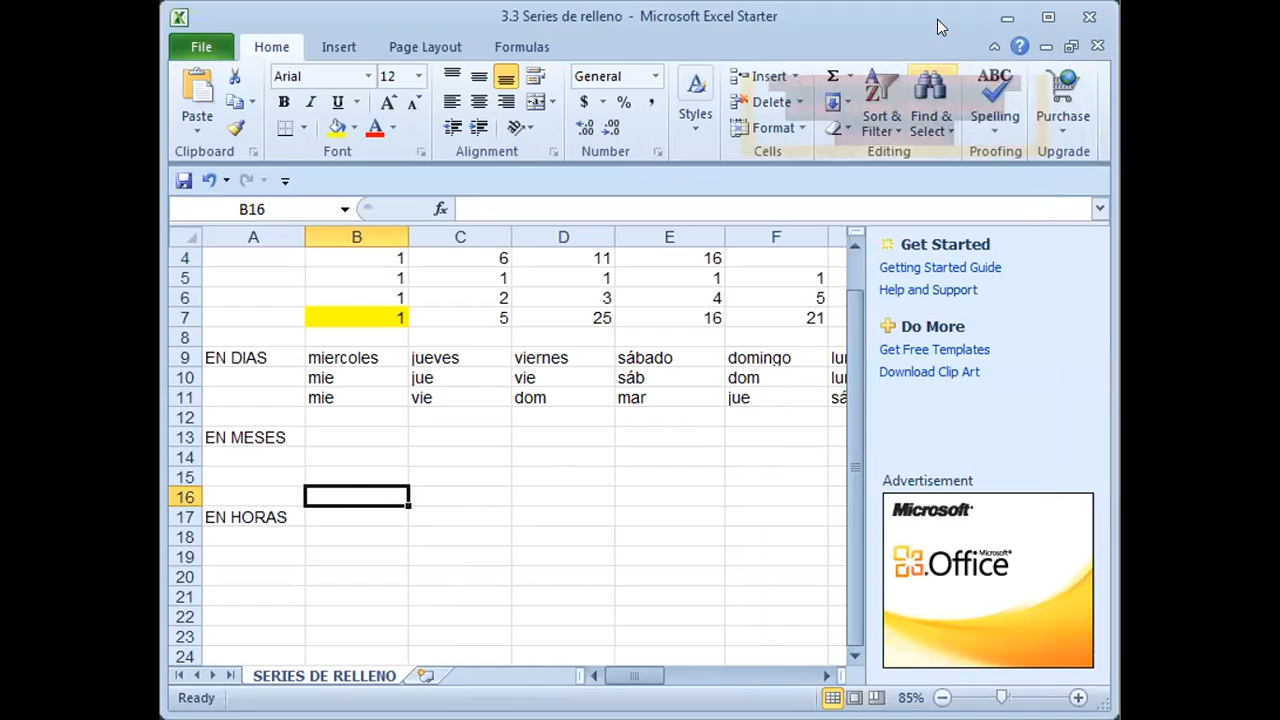 3.3 Series de relleno - Microsoft Excel Starter
File Home Insert Page Layout Formulas
Paste
Clipboard
Arial 12
B I U A A
A
Font
Alignment
General
$ % ,
Number
Styles
Insert
Delete
Format
Cells
Σ
Sort & Filter
Find & Select
Editing
ABC
Spelling
Proofing
Purchase
Upgrade
B16 fx
A B C D E F
4 1 6 11 16
5 1 1 1 1 1
6 1 2 3 4 5
7 1 5 25 16 21
8
9 EN DIAS miercoles jueves viernes sábado domingo lu
10 mie jue vie sáb dom lu
11 mie vie dom mar jue sá
12
13 EN MESES
14
15
16
17 EN HORAS
18
19
20
21
22
23
24
Get Started
Getting Started Guide
Help and Support
Do More
Get Free Templates
Download Clip Art
Advertisement
Microsoft
Microsoft
Office
SERIES DE RELLENO
Ready 85%